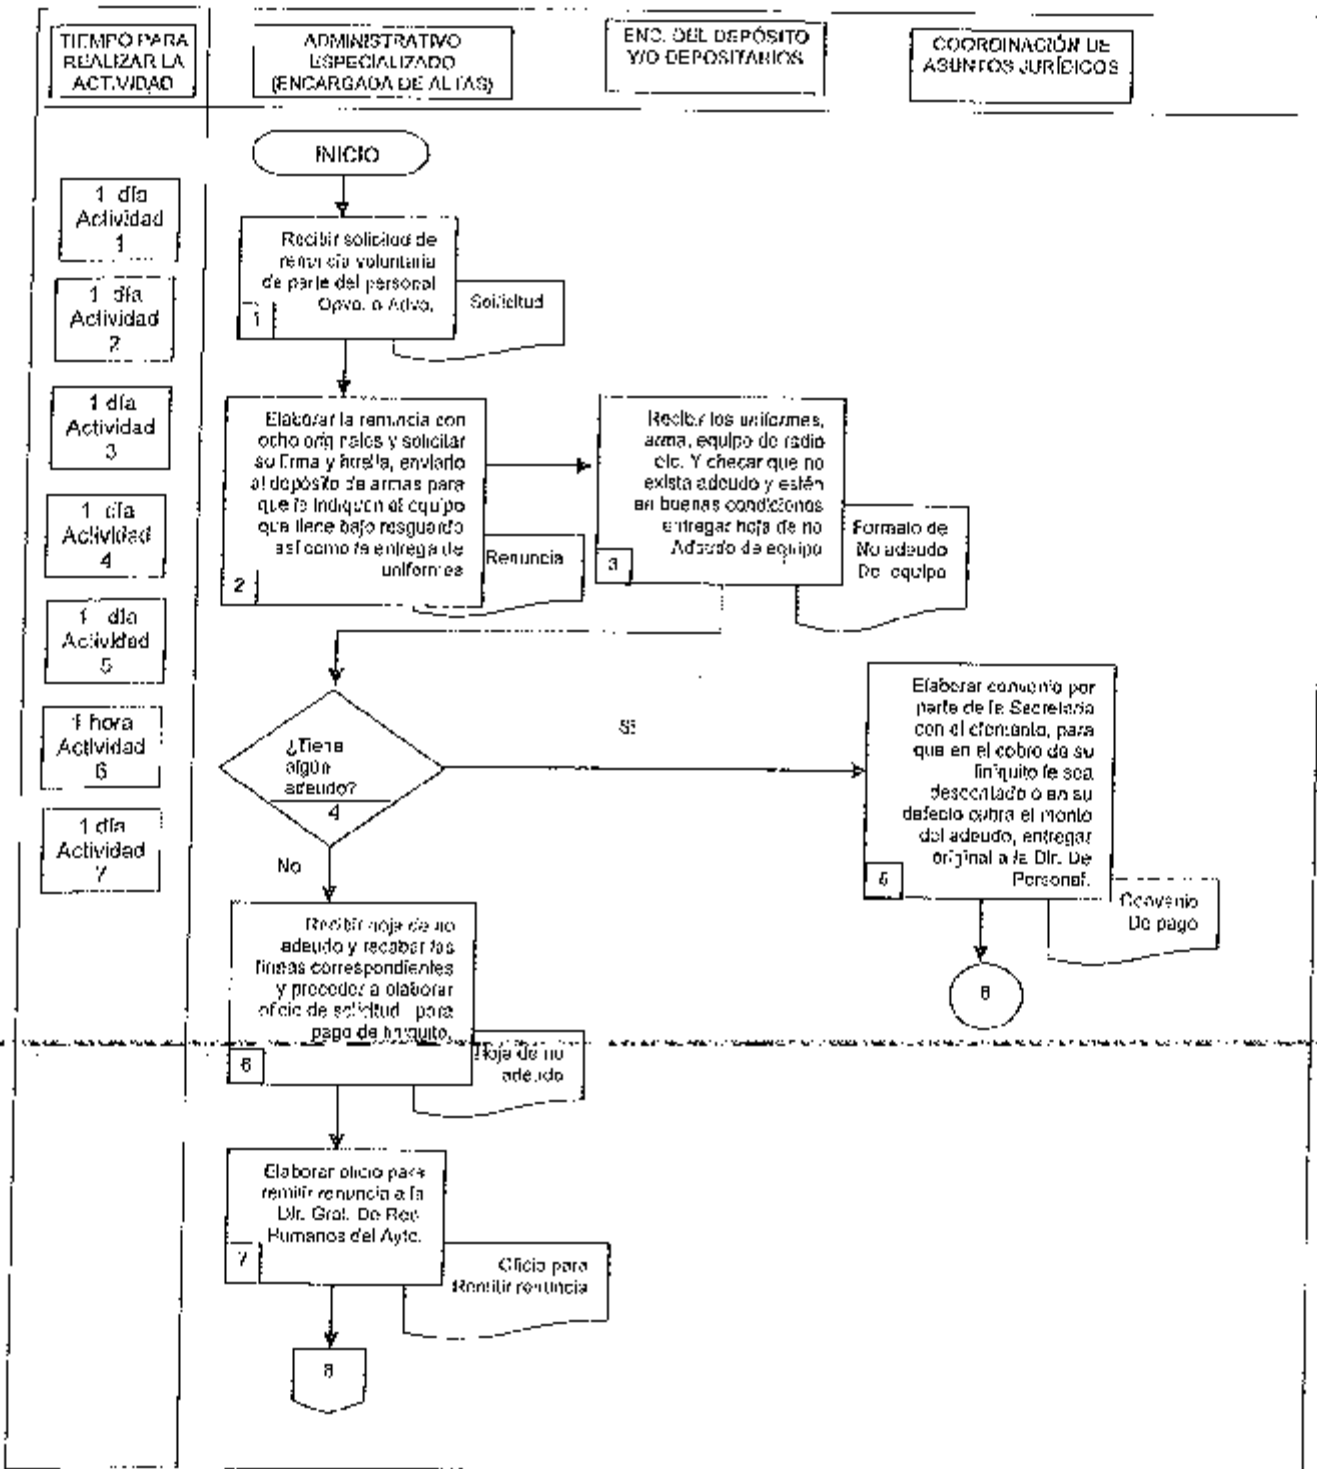 TIEMPO PARA
REALIZAR LA
ACTIVIDAD
ADMINISTRATIVO
ESPECIALIZADO
(ENCARGADA DE ALTAS)
ENC. DEL DEPÓSITO
Y/O DEPOSITARIOS
COORDINACIÓN DE
ASUNTOS JURÍDICOS
INICIO
1 día
Actividad
1
1 día
Actividad
2
1 día
Actividad
3
1 día
Actividad
4
1 día
Actividad
5
1 hora
Actividad
6
1 día
Actividad
7
Recibir solicitud de
renuncia voluntaria
de parte del personal
Opvo. o Advo.
1
Solicitud
Elaborar la renuncia con
ocho originales y solicitar
su firma y huella, enviarlo
al depósito de armas para
que le indiquen el equipo
que tiene bajo resguardo
así como la entrega de
uniformes
2
Renuncia
Recibir los uniformes,
arma, equipo de radio
etc. Y checar que no
exista adeudo y estén
en buenas condiciones
entregar hoja de no
Adeudo de equipo
3
Formato de
No adeudo
De equipo
¿Tiene
algún
adeudo?
4
Si
No
Elaborar convenio por
parte de la Secretaria
con el elemento, para
que en el cobro de su
finiquito le sea
descontado o en su
defecto cubra el monto
del adeudo, entregar
original a la Dir. De
Personal.
5
Convenio
De pago
6
Recibir hoja de no
adeudo y recabar las
firmas correspondientes
y proceder a elaborar
oficio de solicitud para
pago de finiquito.
6
Hoja de no
adeudo
Elaborar oficio para
remitir renuncia a la
Dir. Gral. De Rec
Humanos del Ayto.
7
Oficio para
Remitir renuncia
8